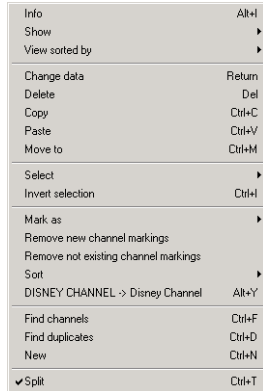 Info Alt+I
Show
View sorted by
Change data Return
Delete Del
Copy Ctrl+C
Paste Ctrl+V
Move to Ctrl+M
Select
Invert selection Ctrl+I
Mark as
Remove new channel markings
Remove not existing channel markings
Sort
DISNEY CHANNEL -> Disney Channel Alt+Y
Find channels Ctrl+F
Find duplicates Ctrl+D
New Ctrl+N
Split Ctrl+T